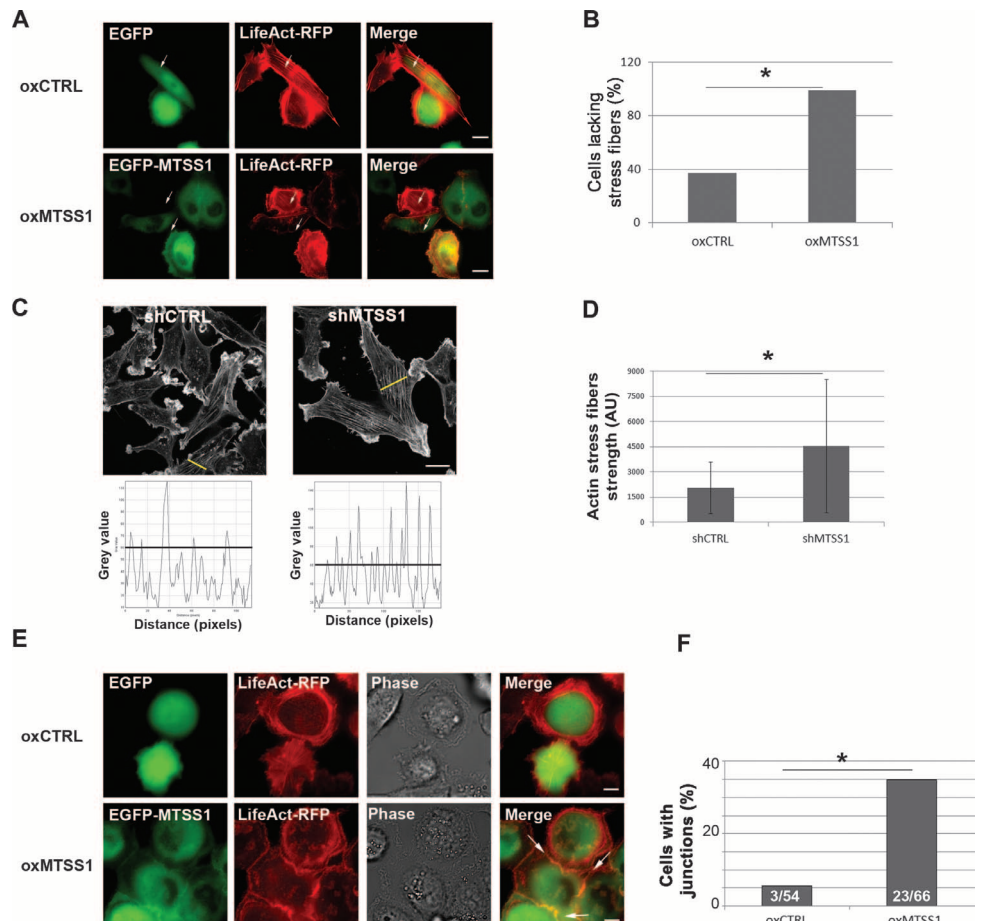 A
EGFP
LifeAct-RFP
Merge
oxCTRL
EGFP-MTSS1
LifeAct-RFP
Merge
oxMTSS1
B
Cells lacking
stress fibers (%)
120
80
40
0
*
oxCTRL
oxMTSS1
C
shCTRL
shMTSS1
Grey value
Distance (pixels)
Grey value
Distance (pixels)
D
Actin stress fibers
strength (AU)
9000
7500
6000
4500
3000
1500
0
*
shCTRL
shMTSS1
E
EGFP
LifeAct-RFP
Phase
Merge
oxCTRL
EGFP-MTSS1
LifeAct-RFP
Phase
Merge
oxMTSS1
F
Cells with
junctions (%)
40
20
0
*
3/54
23/66
oxCTRL
oxMTSS1